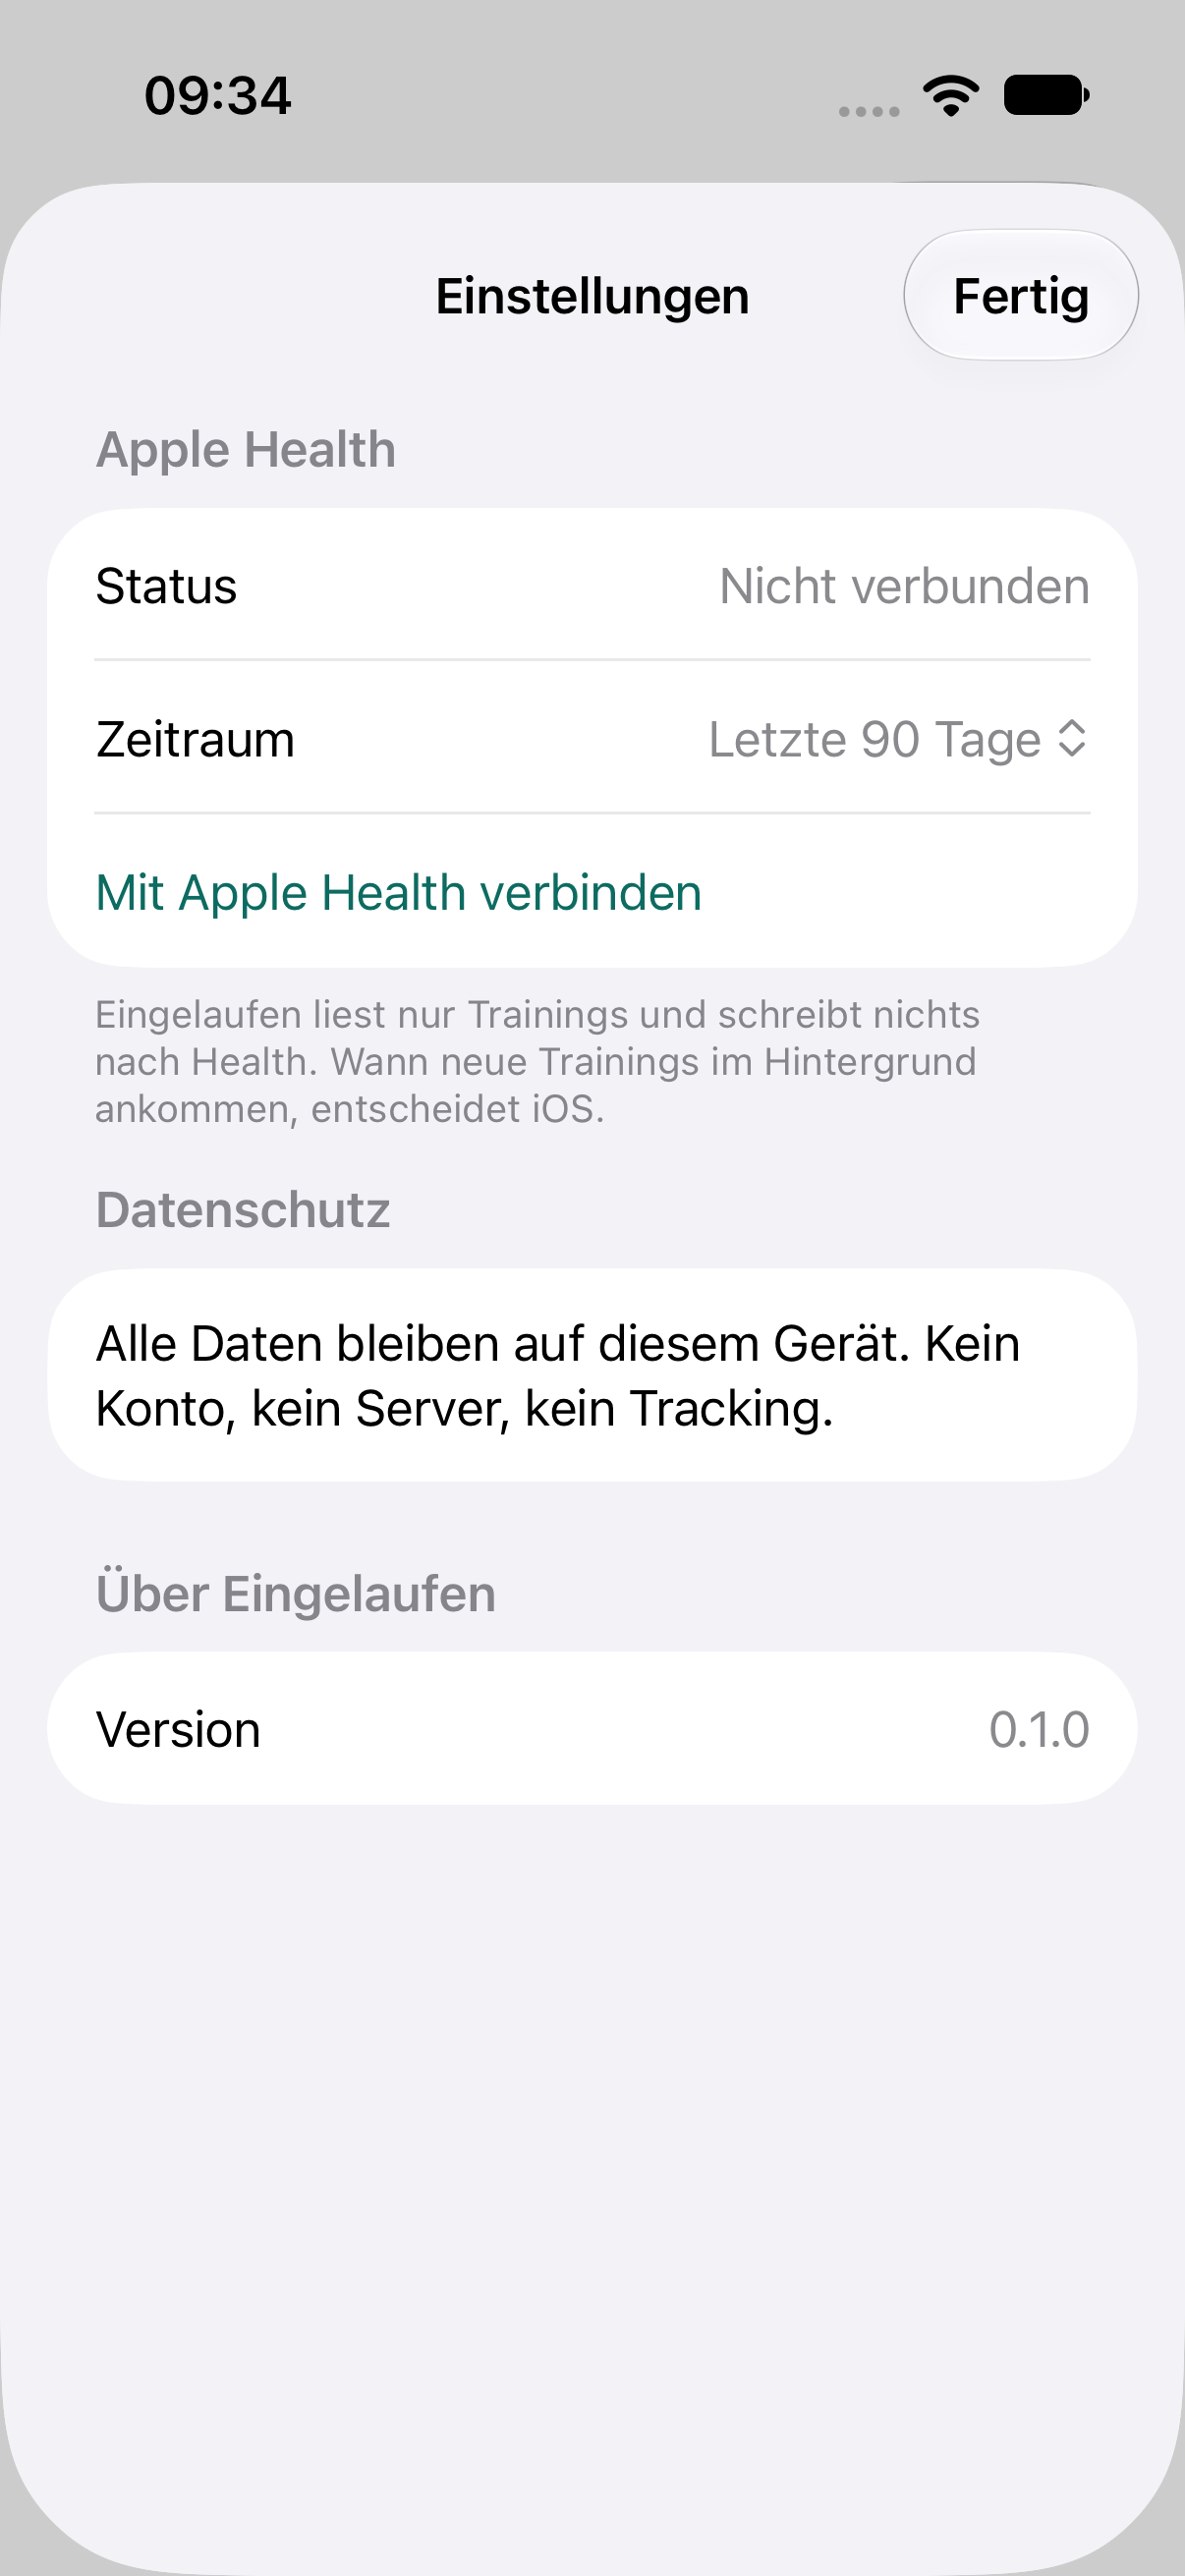 09:34
Einstellungen
Fertig
Apple Health
Status
Nicht verbunden
Zeitraum
Letzte 90 Tage
Mit Apple Health verbinden
Eingelaufen liest nur Trainings und schreibt nichts
nach Health. Wann neue Trainings im Hintergrund
ankommen, entscheidet iOS.
Datenschutz
Alle Daten bleiben auf diesem Gerät. Kein
Konto, kein Server, kein Tracking.
Über Eingelaufen
Version
0.1.0